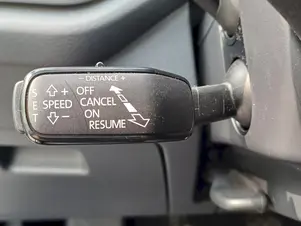 - DISTANCE +
S + OFF
E SPEED CANCEL
T - ON
RESUME